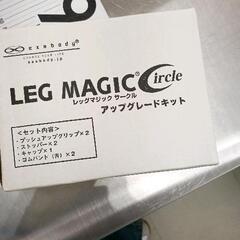 exabody
exabody.jp
LEG MAGIC Circle
レッグマジック サークル
アップグレードキット
＜セット内容＞
・プッシュアップグリップ×2
・ストッパー×2
・キャップ×1
・ゴムバンド（青）×2